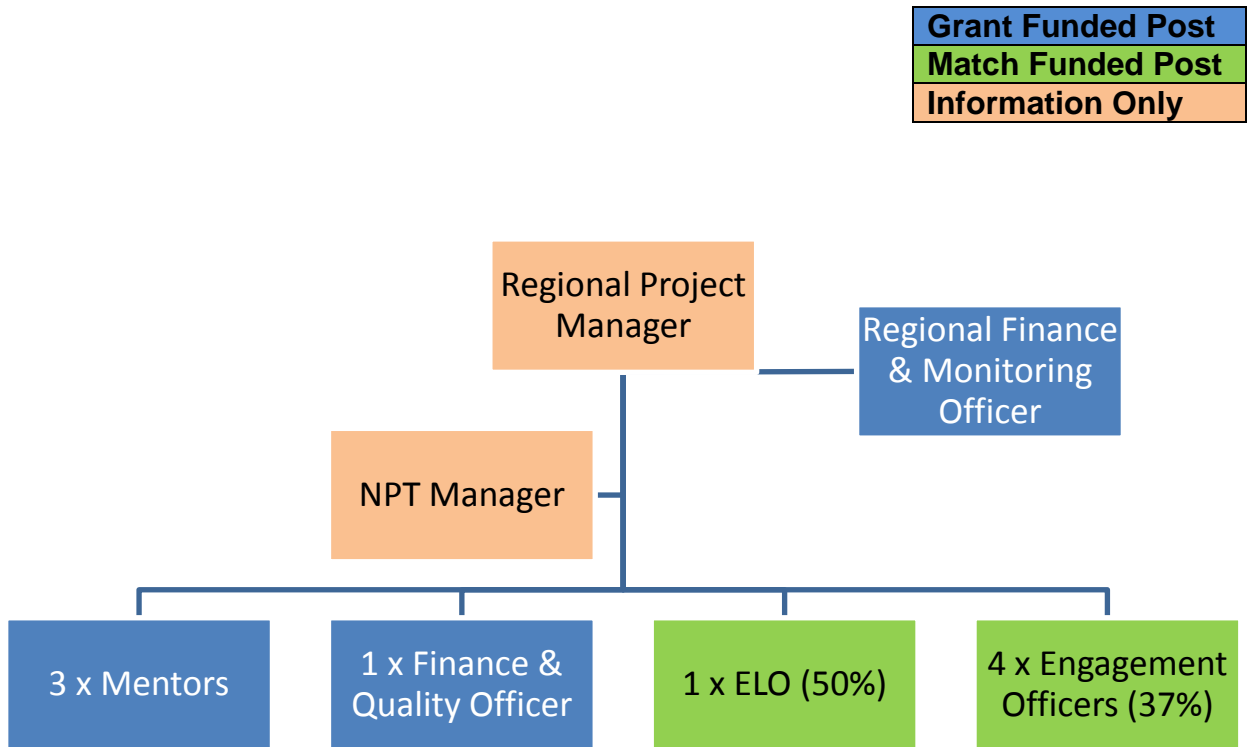 Grant Funded Post
Match Funded Post
Information Only
Regional Project
Manager
Regional Finance
& Monitoring
Officer
NPT Manager
3 x Mentors
1 x Finance &
Quality Officer
1 x ELO (50%)
4 x Engagement
Officers (37%)